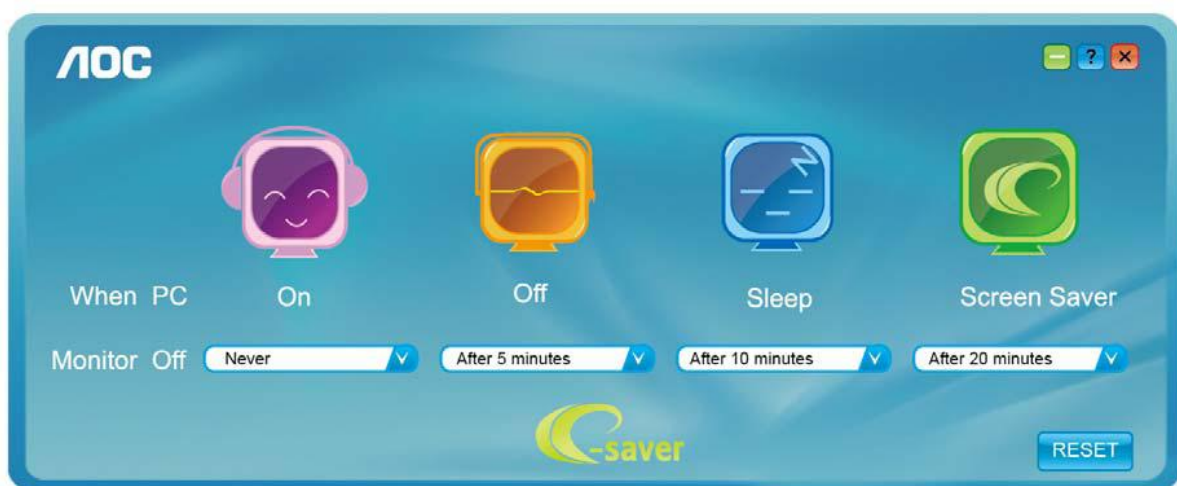 AOC
?
When PC On Off Sleep Screen Saver
Monitor Off Never After 5 minutes After 10 minutes After 20 minutes
e-saver
RESET